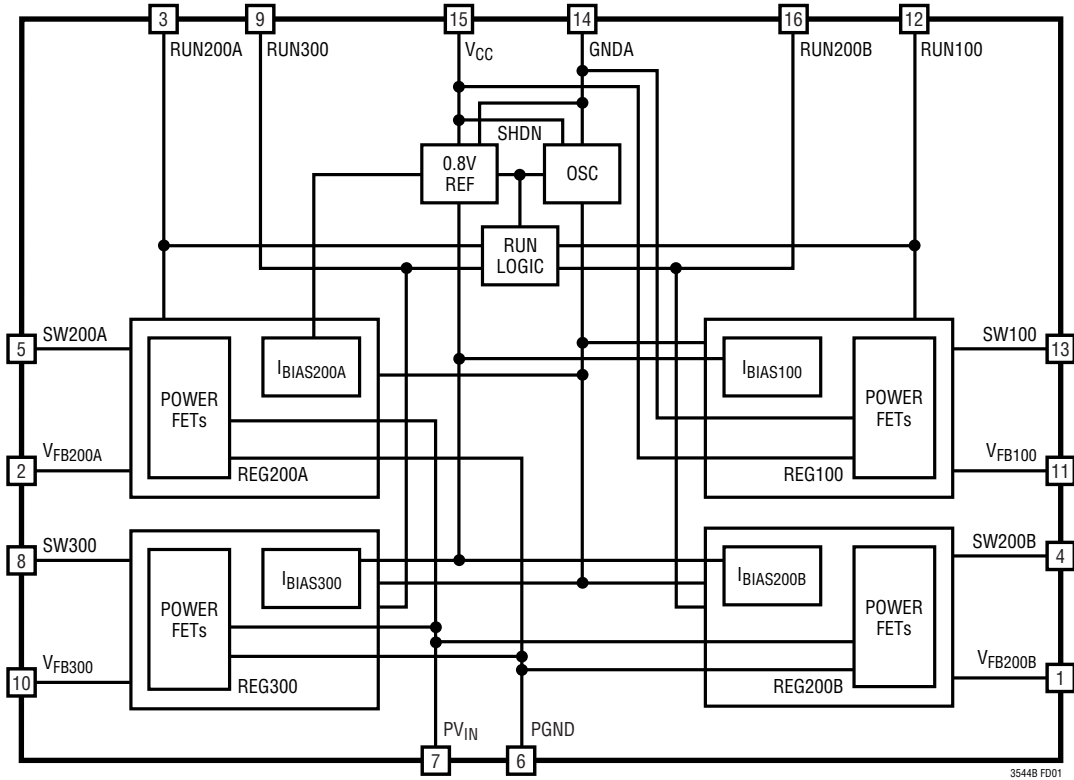 3 9 15 14 16 12
RUN200A RUN300 VCC GNDA RUN200B RUN100
SHDN
0.8V
REF
OSC
RUN
LOGIC
5 SW200A
IBIAS200A
POWER
FETs
2 VFB200A
REG200A
SW100 13
IBIAS100
POWER
FETs
VFB100 11
REG100
8 SW300
IBIAS300
POWER
FETs
10 VFB300
REG300
SW200B 4
IBIAS200B
POWER
FETs
VFB200B 1
REG200B
PVIN PGND
7 6
3544B FD01